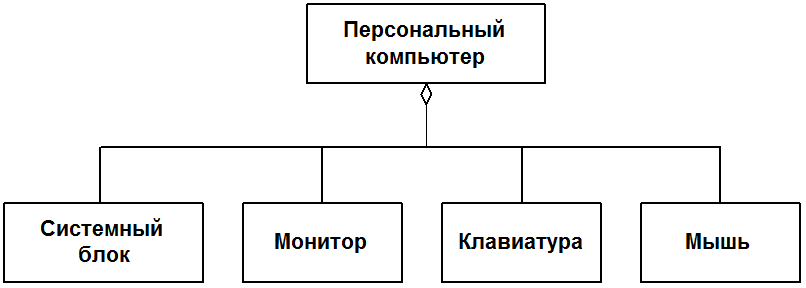 Персональный
компьютер
Системный
блок
Монитор
Клавиатура
Мышь